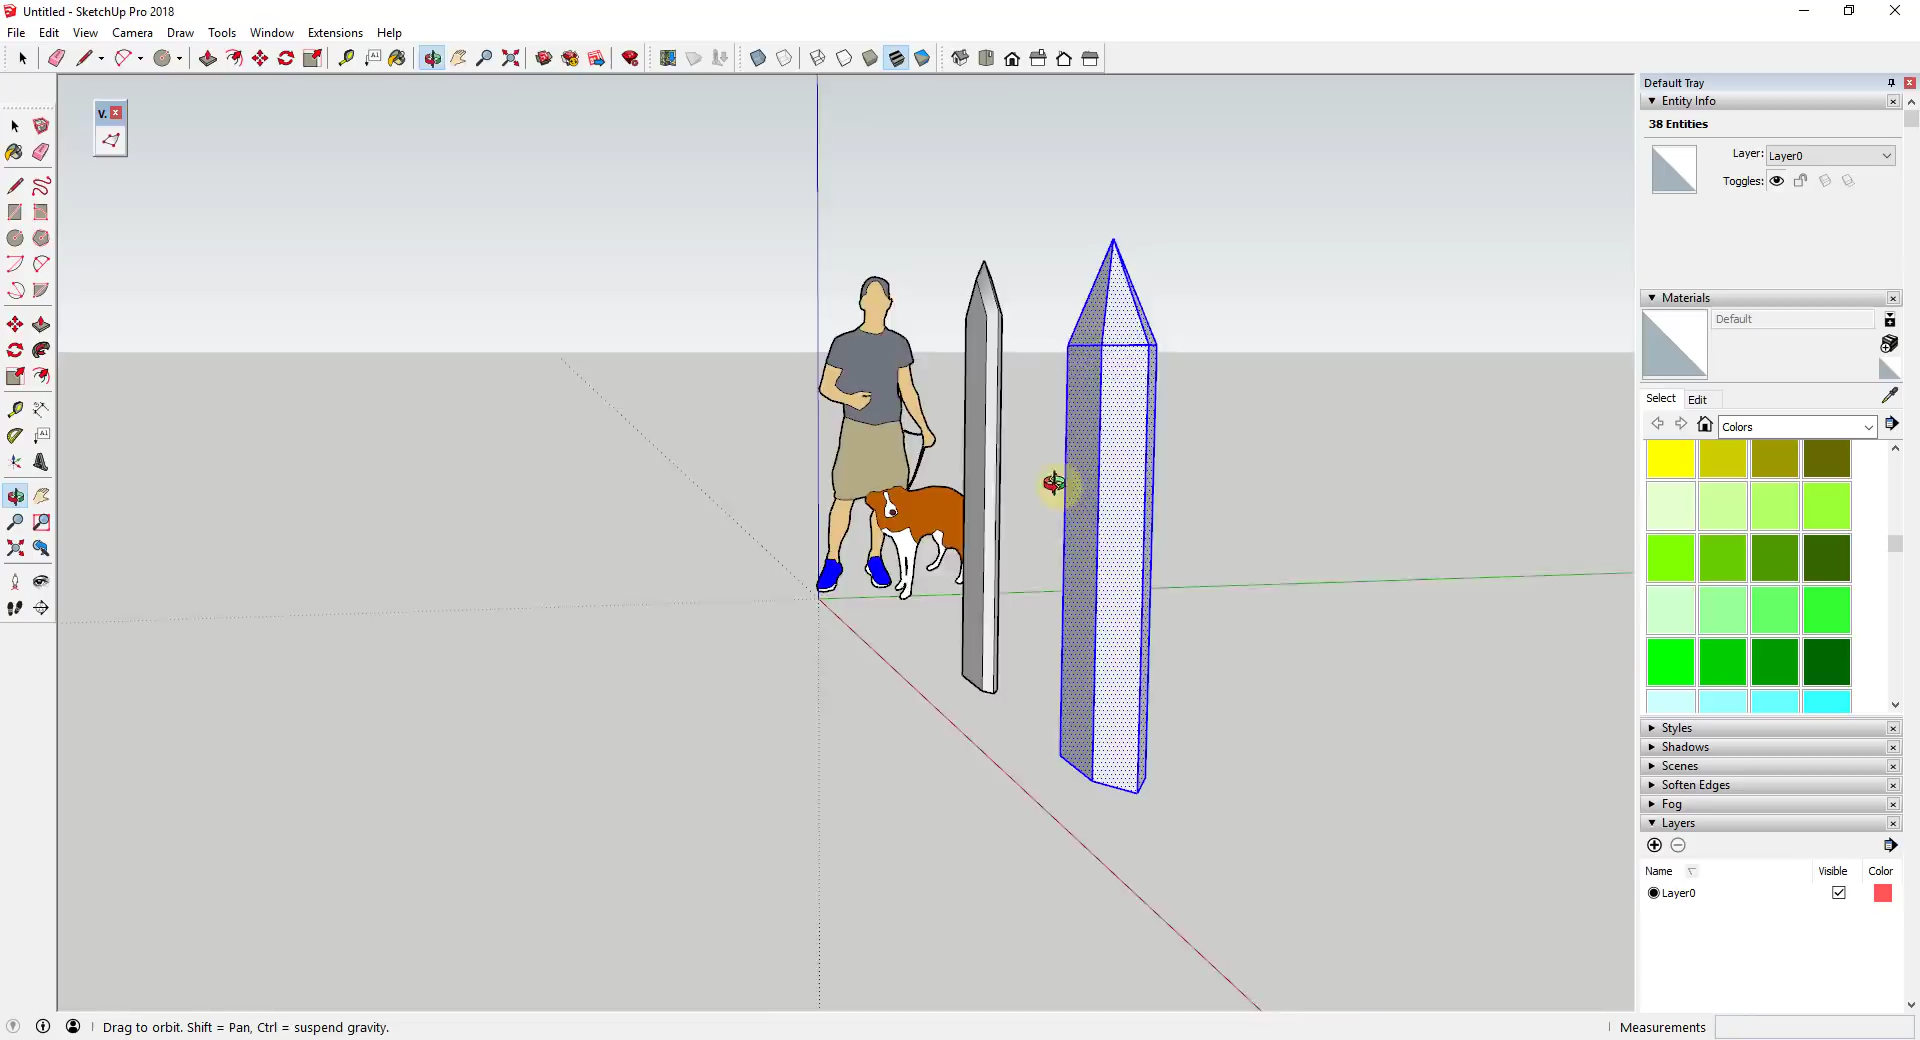 Untitled - SketchUp Pro 2018
File Edit View Camera Draw Tools Window Extensions Help
V.
Default Tray
Entity Info
38 Entities
Layer: Layer0
Toggles:
Materials
Default
Select Edit
Colors
Styles
Shadows
Scenes
Soften Edges
Fog
Layers
Name Visible Color
Layer0
Drag to orbit. Shift = Pan, Ctrl = suspend gravity.
Measurements